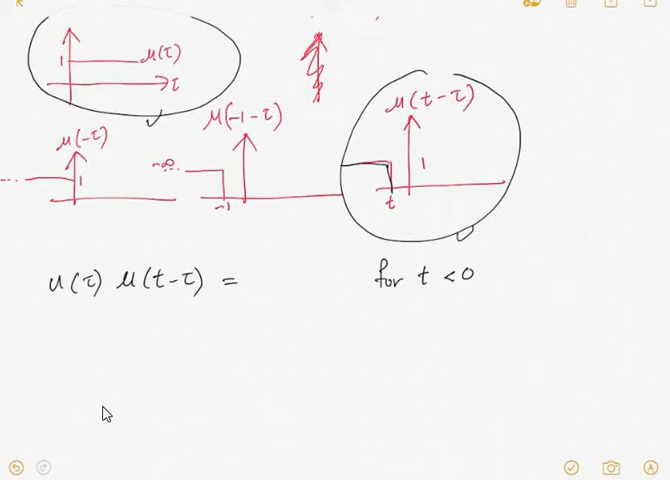 1 μ(τ)
τ
μ(-τ)
... 1
μ(-1-τ)
-∞...
-1
μ(t-τ)
1
t
u(τ) μ(t-τ) = for t <0